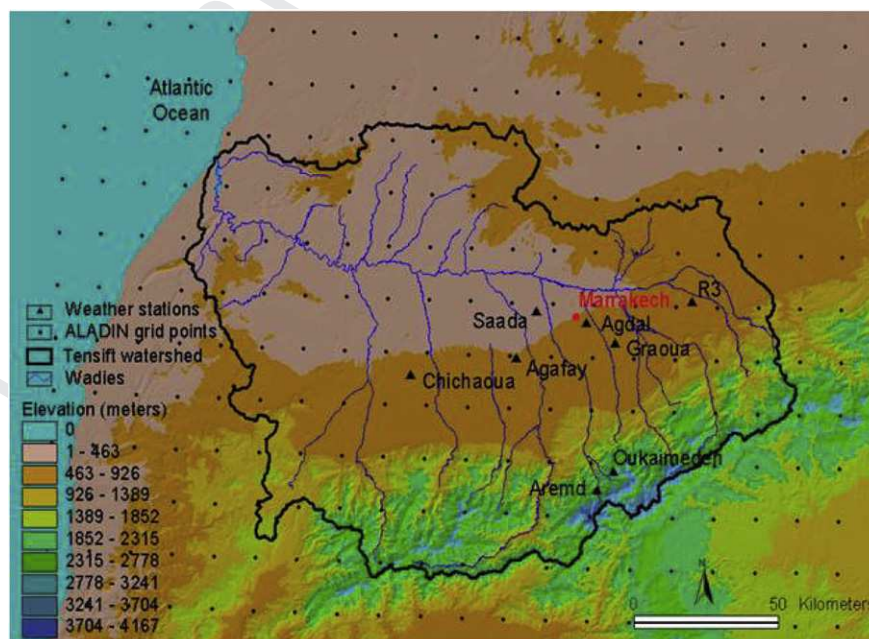 Atlantic
Ocean
Marrakech
R3
Saada
Agdal
Graoua
Agafay
Chichaoua
Oukaimeden
Aremd
Weather stations
ALADIN grid points
Tensift watershed
Wadies
Elevation (meters)
0
1 - 463
463 - 926
926 - 1389
1389 - 1852
1852 - 2315
2315 - 2778
2778 - 3241
3241 - 3704
3704 - 4167
N
0 50 Kilometers